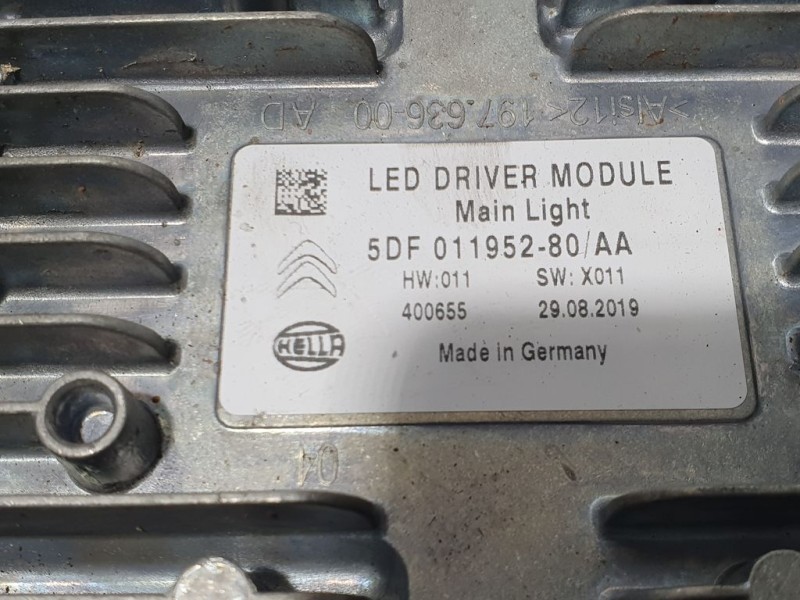 >Alsi12< 197.636-00 AD
LED DRIVER MODULE
Main Light
5DF 011952-80/AA
HW:011 SW: X011
400655 29.08.2019
HELLA
Made in Germany
04